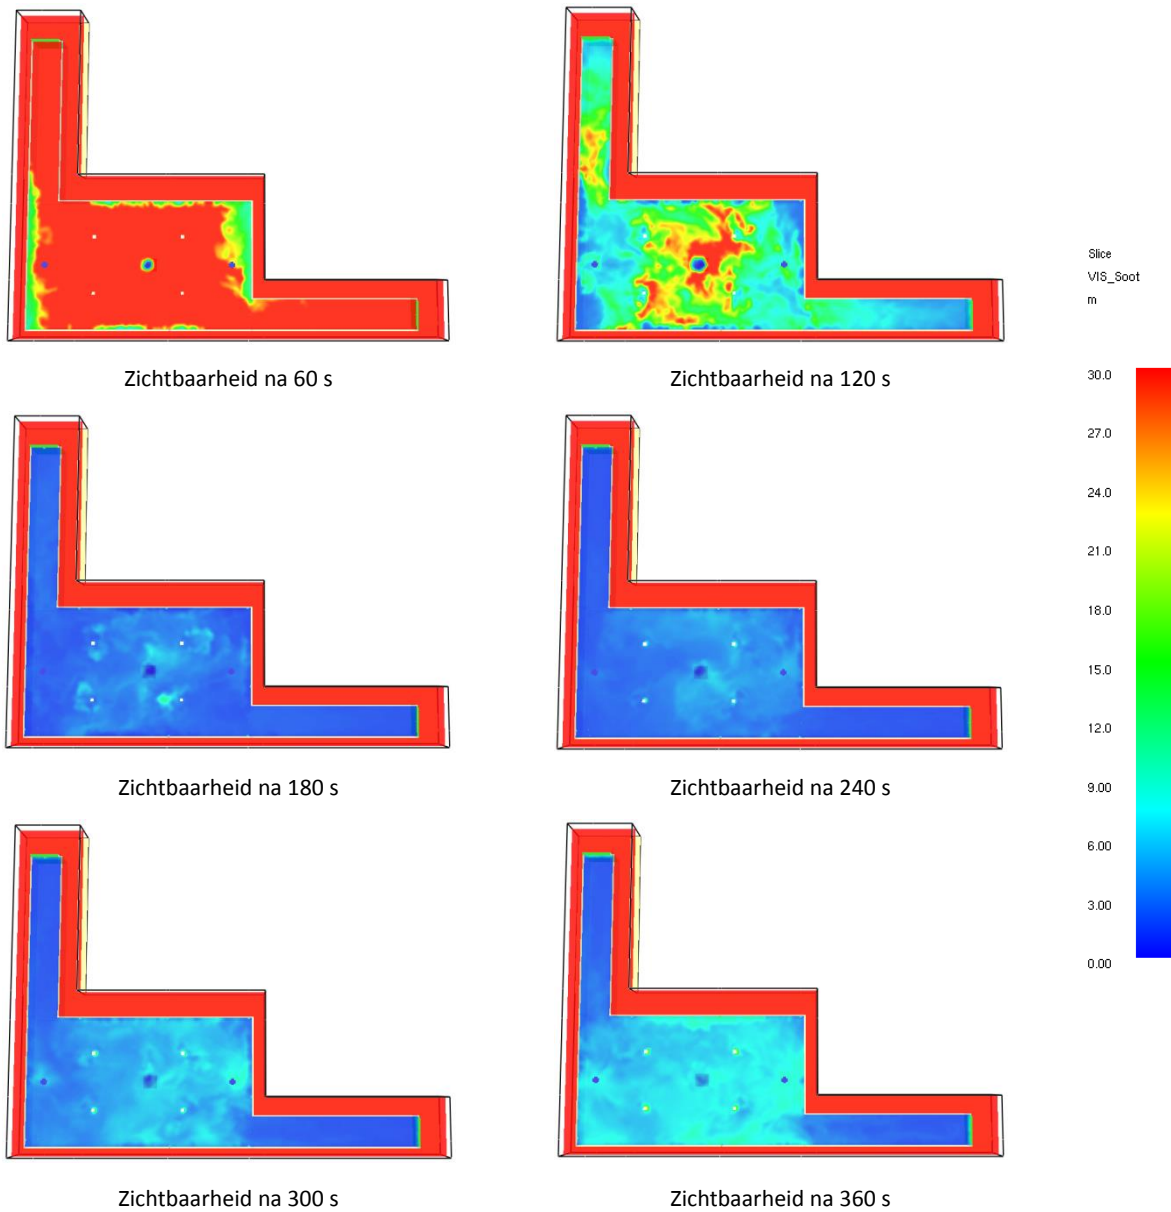 Slice
VIS_Soot
m
Zichtbaarheid na 60 s
Zichtbaarheid na 120 s
30.0
27.0
24.0
21.0
18.0
15.0
12.0
9.00
6.00
3.00
0.00
Zichtbaarheid na 180 s
Zichtbaarheid na 240 s
Zichtbaarheid na 300 s
Zichtbaarheid na 360 s